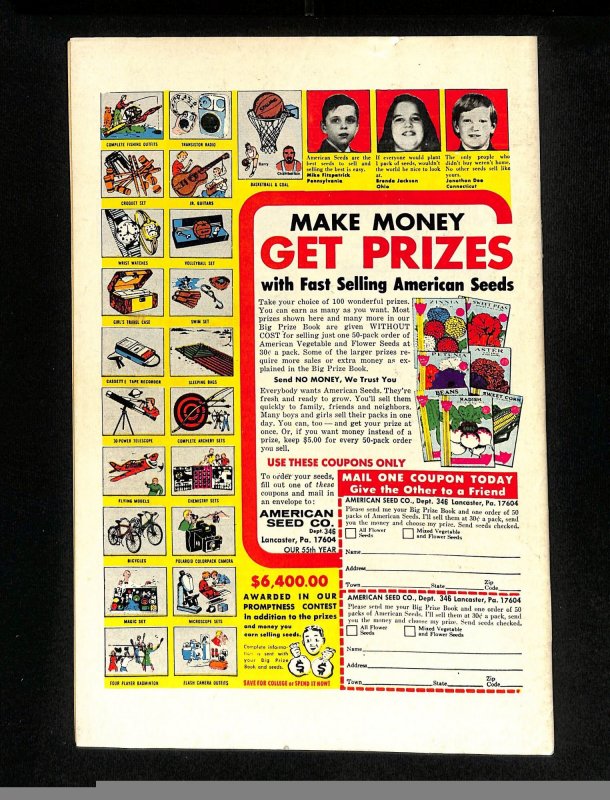 COMPLETE FISHING OUTFITS
TRANSISTOR RADIO
CROQUET SET
JR. GUITARS
SPALDING
Barry
Chamberlain
BASKETBALL & GOAL
WRIST WATCHES
VOLLEYBALL SET
GIRL'S TRAVEL CASE
SWIM SET
CASSETTE TAPE RECORDER
SLEEPING BAGS
30-POWER TELESCOPE
COMPLETE ARCHERY SETS
FLYING MODELS
CHEMISTRY SETS
BICYCLES
POLAROID COLORPACK CAMERA
MAGIC SET
MICROSCOPE SETS
FOUR PLAYER BADMINTON
FLASH CAMERA OUTFITS
American Seeds are the
best seeds to sell and
selling the best is easy.
Mike Fitzpatrick
Pennsylvania
If everyone would plant
1 pack of seeds, wouldn't
the world be nice to look
at.
Brenda Jackson
Ohio
The only people who
didn't buy weren't home.
No other seeds sell like
yours.
Jonathon Dea
Connecticut
MAKE MONEY
GET PRIZES
with Fast Selling American Seeds
Take your choice of 100 wonderful prizes.
You can earn as many as you want. Most
prizes shown here and many more in our
Big Prize Book are given WITHOUT
COST for selling just one 50-pack order of
American Vegetable and Flower Seeds at
30¢ a pack. Some of the larger prizes re-
quire more sales or extra money as ex-
plained in the Big Prize Book.
Send NO MONEY, We Trust You
Everybody wants American Seeds. They're
fresh and ready to grow. You'll sell them
quickly to family, friends and neighbors.
Many boys and girls sell their packs in one
day. You can, too — and get your prize at
once. Or, if you want money instead of a
prize, keep $5.00 for every 50-pack order
you sell.
ZINNIA
SWEET PEAS
PETUNIA
ASTER
BEANS
RADISH
SWEET CORN
USE THESE COUPONS ONLY
To order your seeds,
fill out one of these
coupons and mail in
an envelope to:
AMERICAN
SEED CO.
Dept 346
Lancaster, Pa. 17604
OUR 55th YEAR
$6,400.00
AWARDED IN OUR
PROMPTNESS CONTEST
In addition to the prizes
and money you
earn selling seeds.
Complete informa-
tion is sent with
your Big Prize
Book and seeds.
SAVE FOR COLLEGE or SPEND IT NOW!
MAIL ONE COUPON TODAY
Give the Other to a Friend
AMERICAN SEED CO., Dept. 346 Lancaster, Pa. 17604
Please send me your Big Prize Book and one order of 50
packs of American Seeds. I'll sell them at 30¢ a pack, send
you the money and choose my prize. Send seeds checked.
All Flower
Seeds
Mixed Vegetable
and Flower Seeds
Name
Address
Town State Zip Code
AMERICAN SEED CO., Dept. 346 Lancaster, Pa. 17604
Please send me your Big Prize Book and one order of 50
packs of American Seeds. I'll sell them at 30¢ a pack, send
you the money and choose my prize. Send seeds checked.
All Flower
Seeds
Mixed Vegetable
and Flower Seeds
Name
Address
Town State Zip Code